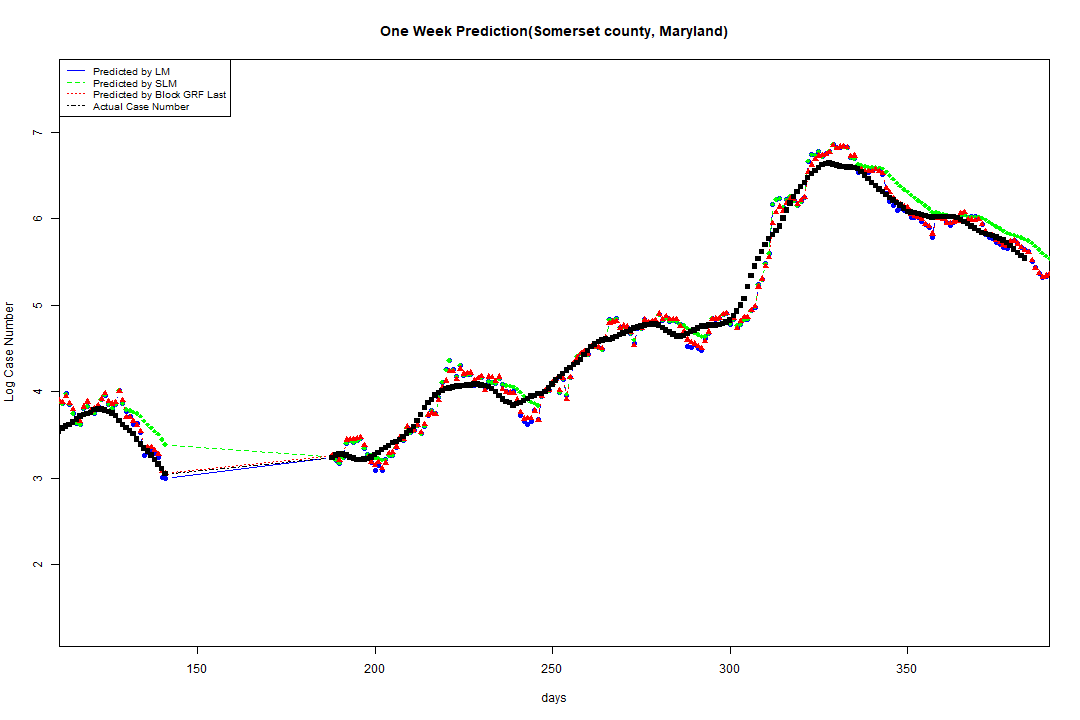 One Week Prediction(Somerset county, Maryland)
Predicted by LM
Predicted by SLM
Predicted by Block GRF Last
Actual Case Number
Log Case Number
7
6
5
4
3
2
150 200 250 300 350
days